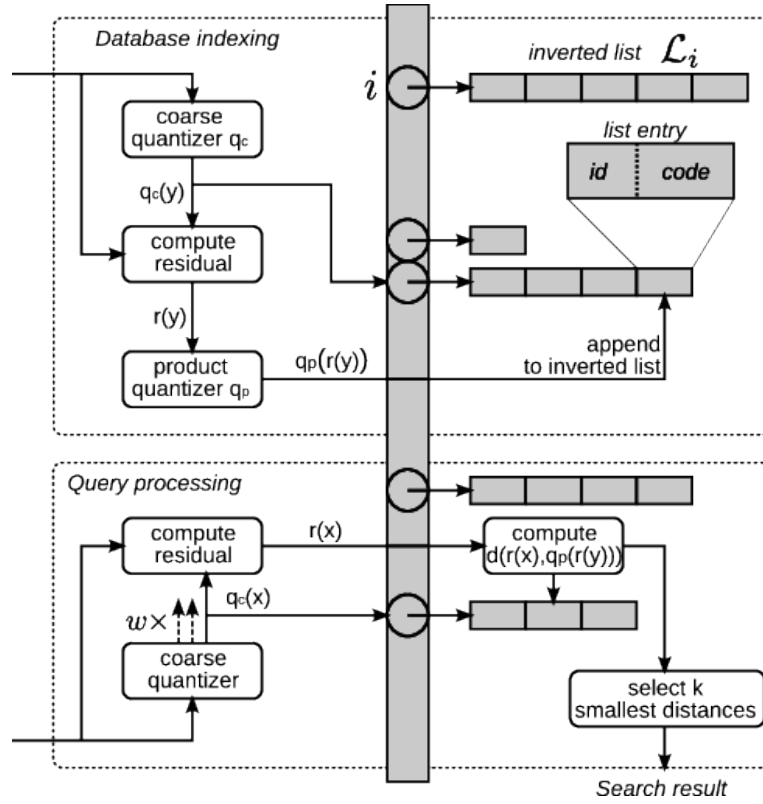 Database indexing
inverted list ℒᵢ
i
coarse
quantizer q꜀
list entry
id code
q꜀(y)
compute
residual
r(y)
product
quantizer qₚ
qₚ(r(y))
append
to inverted list
Query processing
compute
residual
r(x)
compute
d(r(x),qₚ(r(y)))
q꜀(x)
w×
coarse
quantizer
select k
smallest distances
Search result